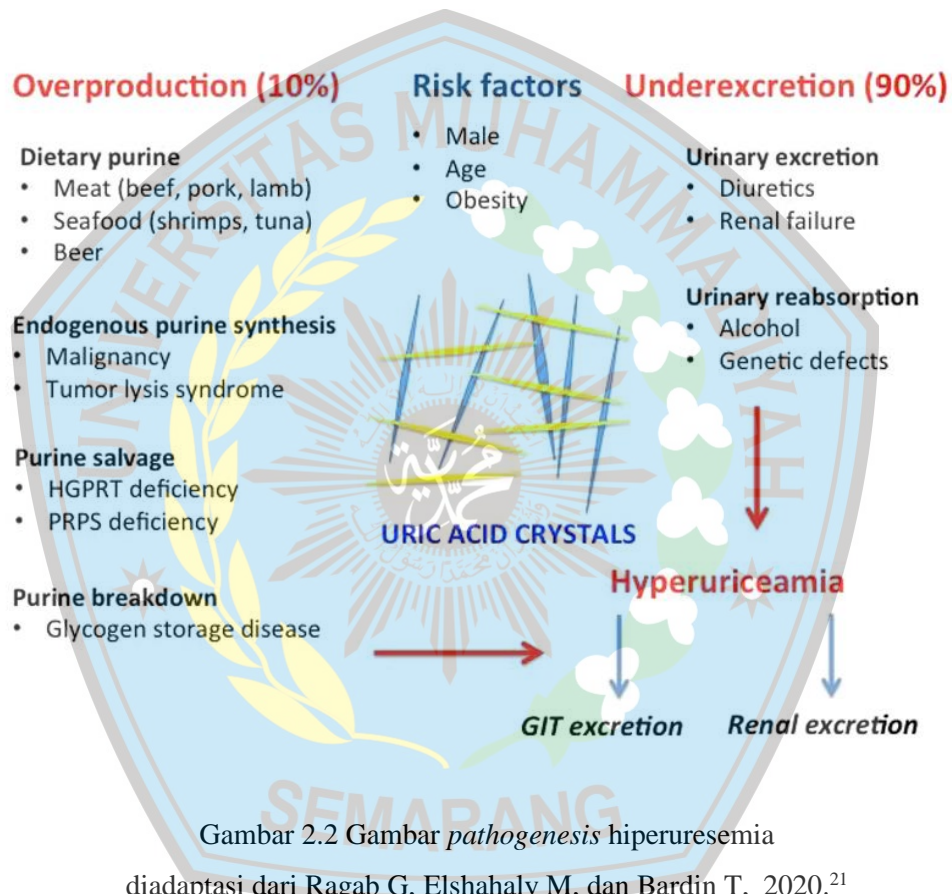 Overproduction (10%)
Dietary purine
• Meat (beef, pork, lamb)
• Seafood (shrimps, tuna)
• Beer
Endogenous purine synthesis
• Malignancy
• Tumor lysis syndrome
Purine salvage
• HGPRT deficiency
• PRPS deficiency
Purine breakdown
• Glycogen storage disease
Risk factors
• Male
• Age
• Obesity
URIC ACID CRYSTALS
Underexcretion (90%)
Urinary excretion
• Diuretics
• Renal failure
Urinary reabsorption
• Alcohol
• Genetic defects
Hyperuriceamia
GIT excretion
Renal excretion
UNIVERSITAS MUHAMMADIYAH
SEMARANG
محمدية
Gambar 2.2 Gambar pathogenesis hiperuresemia
diadaptasi dari Ragab G, Elshahaly M, dan Bardin T, 2020.21